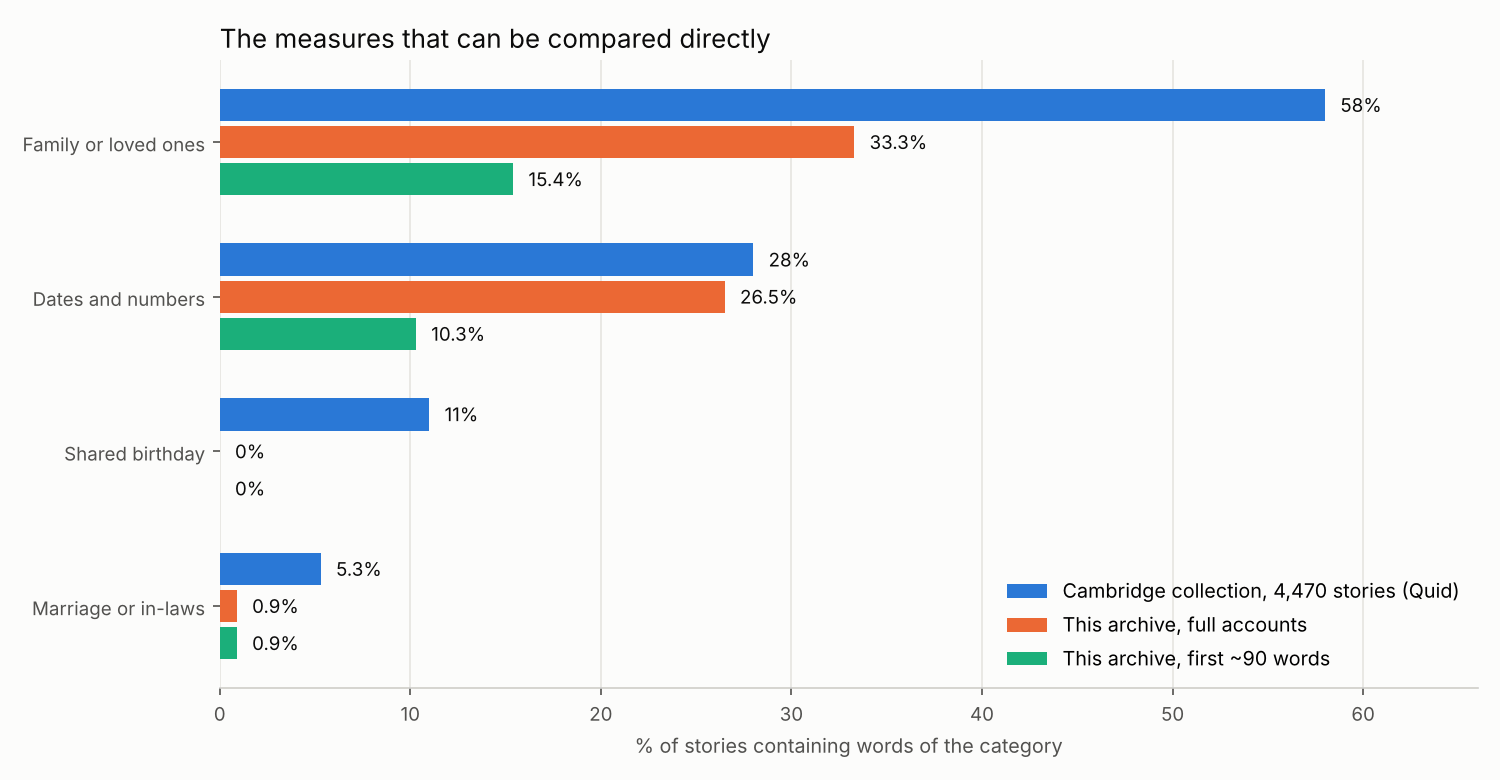 The measures that can be compared directly
Family or loved ones
58%
33.3%
15.4%
Dates and numbers
28%
26.5%
10.3%
Shared birthday
11%
0%
0%
Marriage or in-laws
5.3%
0.9%
0.9%
Cambridge collection, 4,470 stories (Quid)
This archive, full accounts
This archive, first ~90 words
0 10 20 30 40 50 60
% of stories containing words of the category